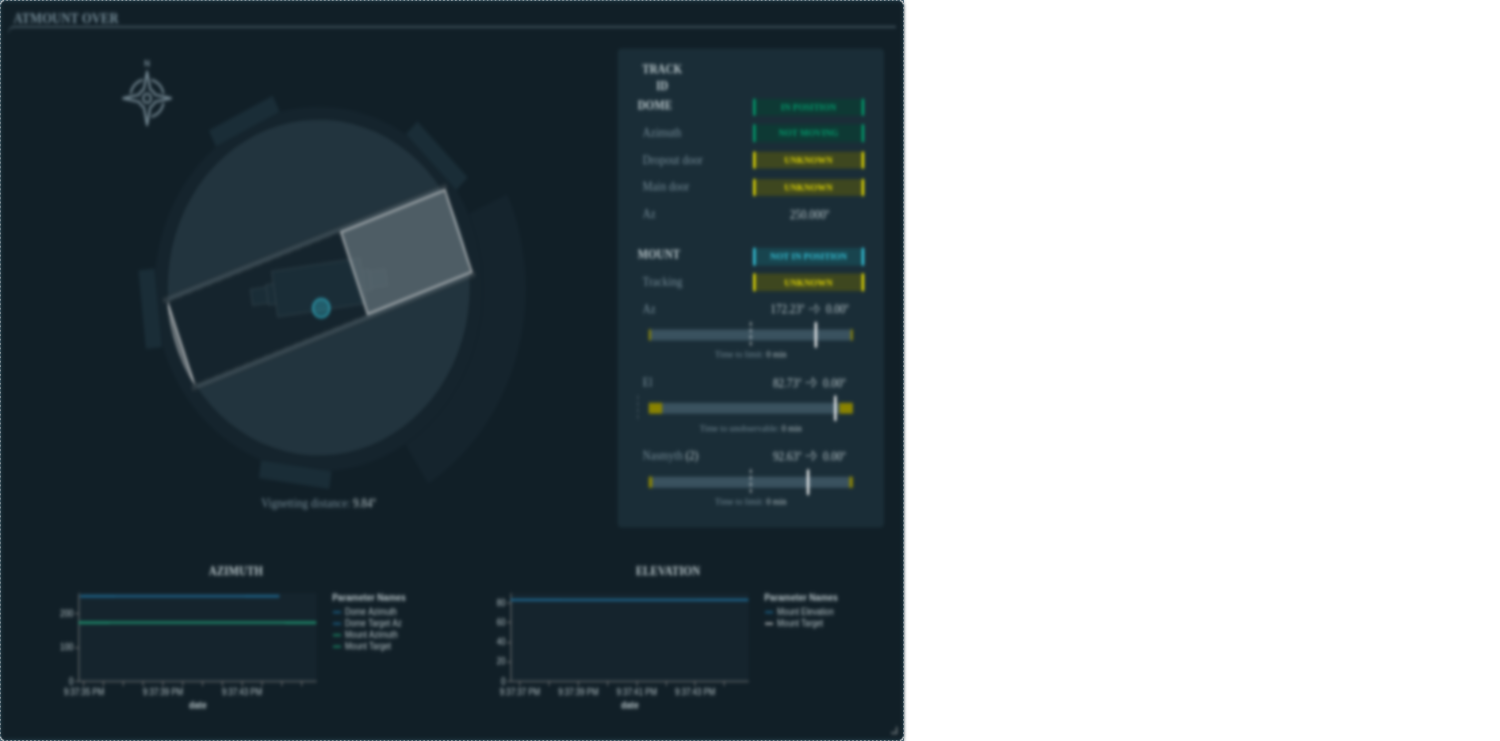 ATMOUNT OVER
N
TRACK
ID
DOME IN POSITION
Azimuth NOT MOVING
Dropout door UNKNOWN
Main door UNKNOWN
Az 250.000°
MOUNT NOT IN POSITION
Tracking UNKNOWN
Az 172.23° 0.00°
Time to limit: 0 min
El 82.73° 0.00°
Time to unobservable: 0 min
Nasmyth (2) 92.63° 0.00°
Time to limit: 0 min
Vignetting distance: 9.84°
AZIMUTH
200
100
0
9:37:35 PM 9:37:39 PM 9:37:43 PM
date
Parameter Names
Dome Azimuth
Dome Target Az
Mount Azimuth
Mount Target
ELEVATION
80
60
40
20
0
9:37:37 PM 9:37:39 PM 9:37:41 PM 9:37:43 PM
date
Parameter Names
Mount Elevation
Mount Target